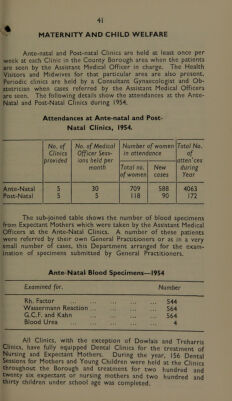 41
MATERNITY AND CHILD WELFARE
Ante-natal and Post-natal Clinics are held at least once per
week at each Clinic in the County Borough area when the patients
are seen by the Assistant Medical Officer in charge. The Health
Visitors and Midwives for that particular area are also present.
Periodic clinics are held by a Consultant Gynaecologist and Ob-
stetrician when cases referred by the Assistant Medical Officers
are seen. The following details show the attendances at the Ante-
Natal and Post-Natal Clinics during 1954.
Attendances at Ante-natal and Post-
Natal Clinics, 1954.
No. of Clinics provided | No. of Medical Officer Sess- ions held per month | Number of women in attendance | Total No. of atten'ces during Year
Total no. of women | New cases
Ante-Natal 5 30 709 588 4063
Post-Natal 5 5 118 90 172
The sub-joined table shows the number of blood specimens
from Expectant Mothers which were taken by the Assistant Medical
Officers at the Ante-Natal Clinics. A number of these patients
were referred by their own General Practitioners or as in a very
small number of cases, this Department arranged for the exam-
ination of specimens submitted by General Practitioners.
Ante-Natal Blood Specimens—1954
Examined for. Number
Rh. Factor ... ... ... ... ... 544
Wassermann Reaction ... ... ... ... 564
G.C.F. and Kahn ... ... ... ... 564
Blood Urea ... ... ... ... ... 4
All Clinics, with the exception of Dowlais and Treharris
Clinics, have fully equipped Dental Clinics for the treatment of
Nursing and Expectant Mothers. During the year, 156 Dental
Sessions for Mothers and Young Children were held at the Clinics
throughout the Borough and treatment for two hundred and
twenty six expectant or nursing mothers and two hundred and
thirty children under school age was completed.